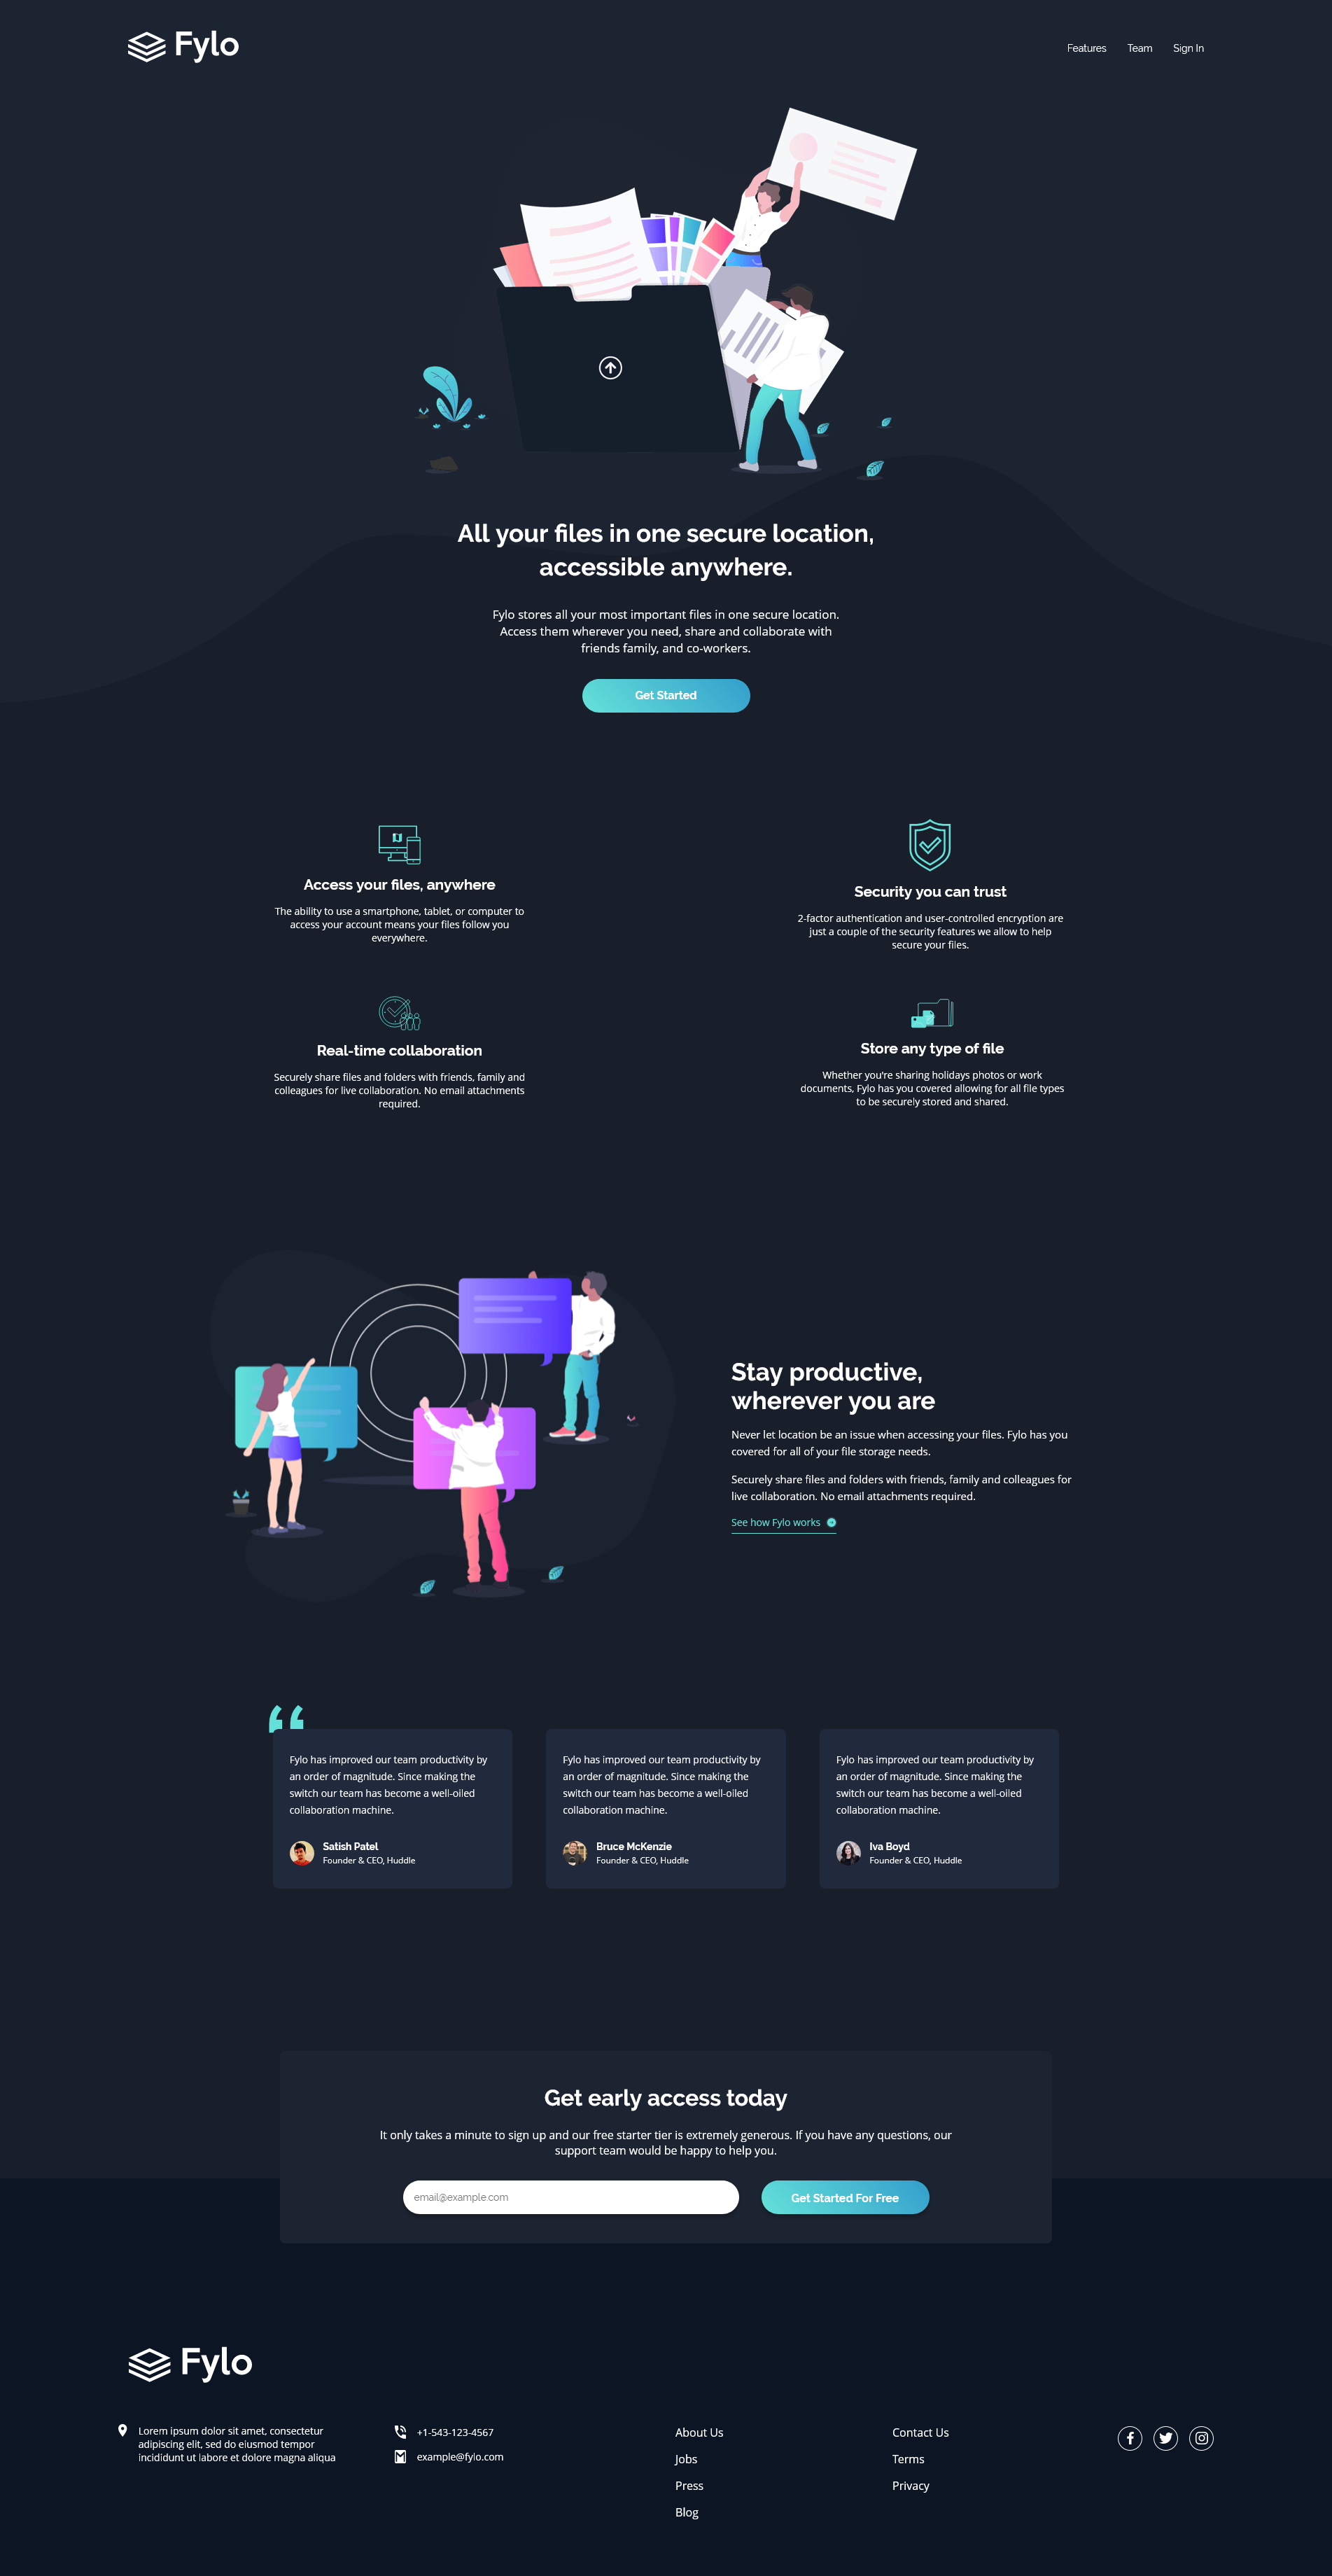 Fylo
Features
Team
Sign In
All your files in one secure location,
accessible anywhere.
Fylo stores all your most important files in one secure location.
Access them wherever you need, share and collaborate with
friends family, and co-workers.
Get Started
Access your files, anywhere
The ability to use a smartphone, tablet, or computer to
access your account means your files follow you
everywhere.
Security you can trust
2-factor authentication and user-controlled encryption are
just a couple of the security features we allow to help
secure your files.
Real-time collaboration
Securely share files and folders with friends, family and
colleagues for live collaboration. No email attachments
required.
Store any type of file
Whether you're sharing holidays photos or work
documents, Fylo has you covered allowing for all file types
to be securely stored and shared.
Stay productive,
wherever you are
Never let location be an issue when accessing your files. Fylo has you
covered for all of your file storage needs.
Securely share files and folders with friends, family and colleagues for
live collaboration. No email attachments required.
See how Fylo works
Fylo has improved our team productivity by
an order of magnitude. Since making the
switch our team has become a well-oiled
collaboration machine.
Satish Patel
Founder & CEO, Huddle
Fylo has improved our team productivity by
an order of magnitude. Since making the
switch our team has become a well-oiled
collaboration machine.
Bruce McKenzie
Founder & CEO, Huddle
Fylo has improved our team productivity by
an order of magnitude. Since making the
switch our team has become a well-oiled
collaboration machine.
Iva Boyd
Founder & CEO, Huddle
Get early access today
It only takes a minute to sign up and our free starter tier is extremely generous. If you have any questions, our
support team would be happy to help you.
email@example.com
Get Started For Free
Fylo
Lorem ipsum dolor sit amet, consectetur
adipiscing elit, sed do eiusmod tempor
incididunt ut labore et dolore magna aliqua
+1-543-123-4567
example@fylo.com
About Us
Jobs
Press
Blog
Contact Us
Terms
Privacy